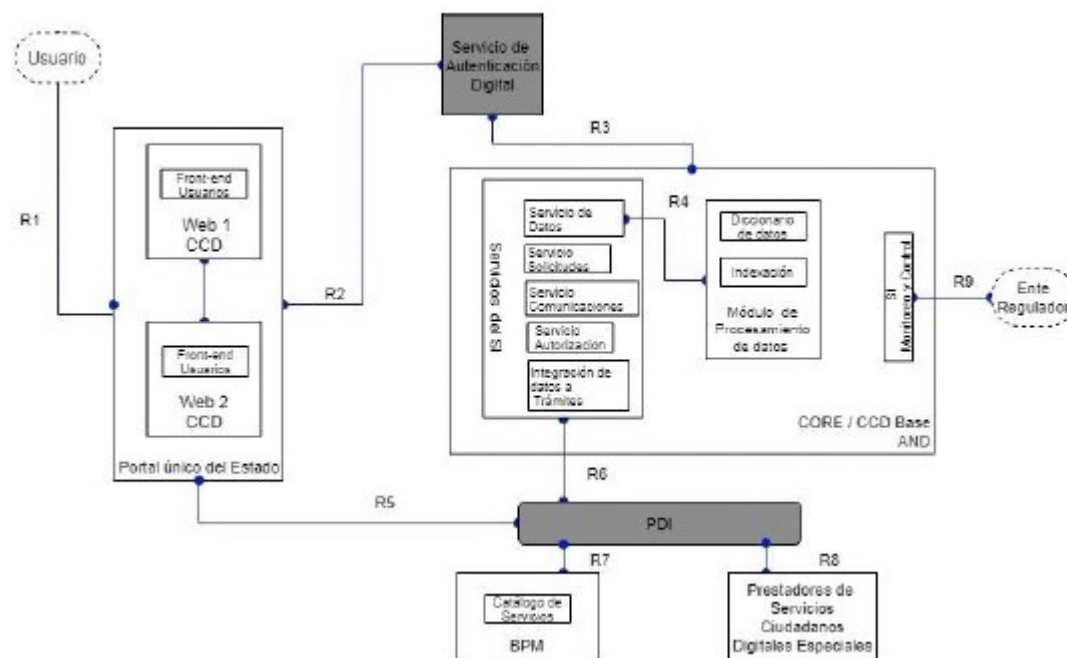 Usuario
Servicio de
Autenticación
Digital
R1
R2
R3
Front-end
Usuarios
Web 1
CCD
Front-end
Usuarios
Web 2
CCD
Portal único del Estado
Servicios del SI
Servicio de
Datos
Servicio
Solicitudes
Servicio
Comunicaciones
Servicio
Autorizacion
Integración de
datos a
Trámites
R4
Diccionario
de datos
Indexación
Módulo de
Procesamiento
de datos
SI
Monitoreo y Control
R9
Ente
Regulador
CORE / CCD Base
AND
R5
R6
PDI
R7
R8
Catálogo de
Servicios
BPM
Prestadores de
Servicios
Ciudadanos
Digitales Especiales